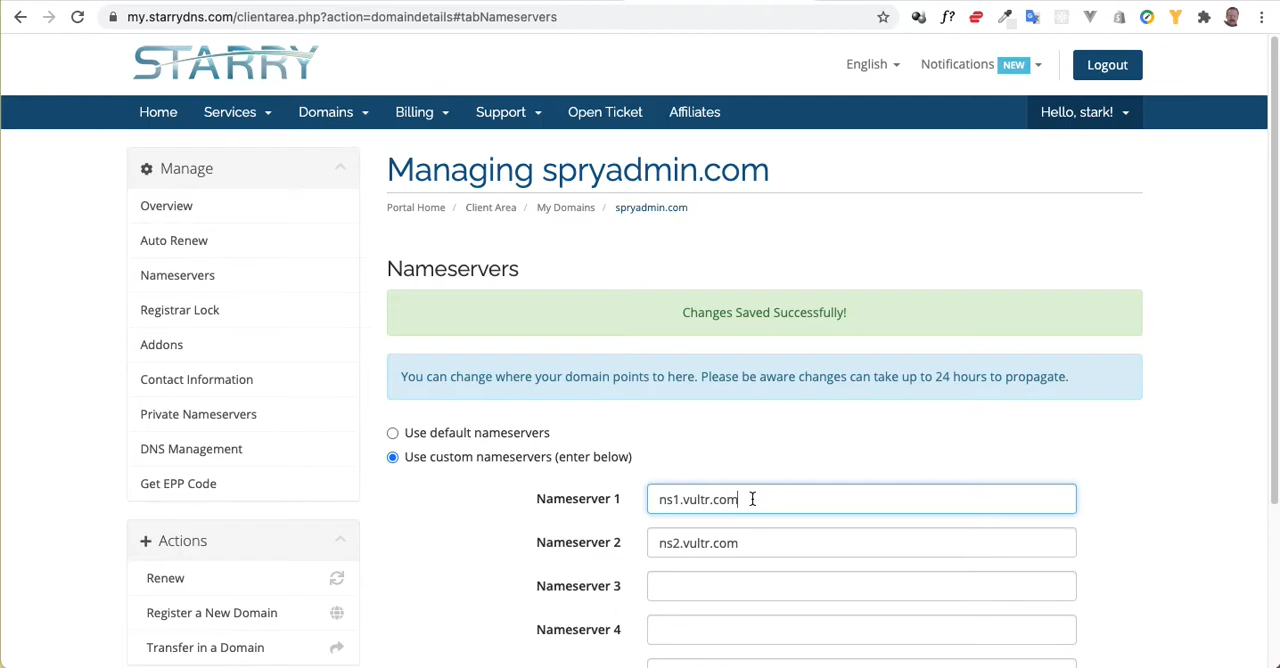 my.starrydns.com/clientarea.php?action=domaindetails#tabNameservers
f?
STARRY
English
Notifications NEW
Logout
Home Services Domains Billing Support Open Ticket Affiliates Hello, stark!
Manage
Overview
Auto Renew
Nameservers
Registrar Lock
Addons
Contact Information
Private Nameservers
DNS Management
Get EPP Code
Actions
Renew
Register a New Domain
Transfer in a Domain
Managing spryadmin.com
Portal Home / Client Area / My Domains / spryadmin.com
Nameservers
Changes Saved Successfully!
You can change where your domain points to here. Please be aware changes can take up to 24 hours to propagate.
Use default nameservers
Use custom nameservers (enter below)
Nameserver 1 ns1.vultr.com
Nameserver 2 ns2.vultr.com
Nameserver 3
Nameserver 4